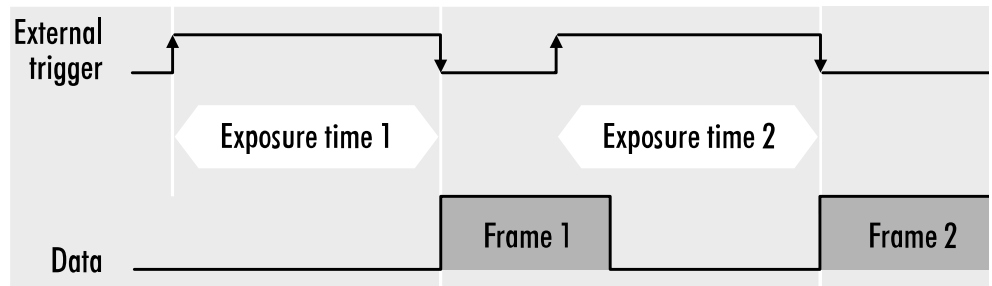 External
trigger
Exposure time 1
Exposure time 2
Frame 1
Frame 2
Data